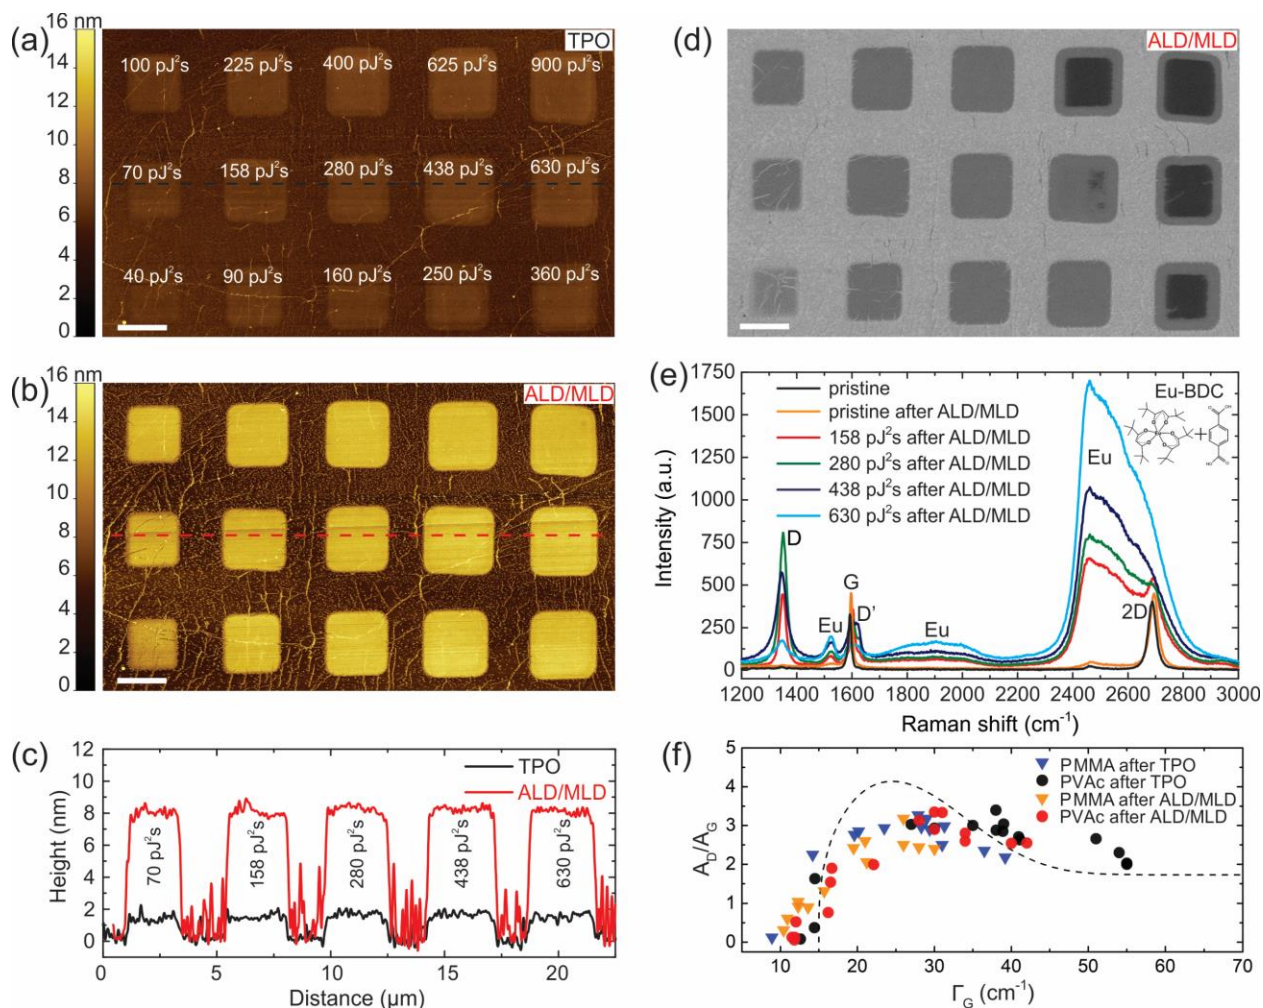 (a)
16 nm
14
12
10
8
6
4
2
0
TPO
100 pJ²s 225 pJ²s 400 pJ²s 625 pJ²s 900 pJ²s
70 pJ²s 158 pJ²s 280 pJ²s 438 pJ²s 630 pJ²s
40 pJ²s 90 pJ²s 160 pJ²s 250 pJ²s 360 pJ²s
(d)
ALD/MLD
(b)
16 nm
14
12
10
8
6
4
2
0
ALD/MLD
(e)
1750
1500
1250
1000
750
500
250
0
Intensity (a.u.)
pristine
pristine after ALD/MLD
158 pJ²s after ALD/MLD
280 pJ²s after ALD/MLD
438 pJ²s after ALD/MLD
630 pJ²s after ALD/MLD
Eu-BDC
+
Eu
D
G
Eu
D'
Eu
2D
1200 1400 1600 1800 2000 2200 2400 2600 2800 3000
Raman shift (cm⁻¹)
(c)
12
10
8
6
4
2
0
Height (nm)
TPO
ALD/MLD
70 pJ²s
158 pJ²s
280 pJ²s
438 pJ²s
630 pJ²s
0 5 10 15 20
Distance (μm)
(f)
5
4
3
2
1
0
A_D/A_G
PMMA after TPO
PVAc after TPO
PMMA after ALD/MLD
PVAc after ALD/MLD
10 20 30 40 50 60 70
Γ_G (cm⁻¹)